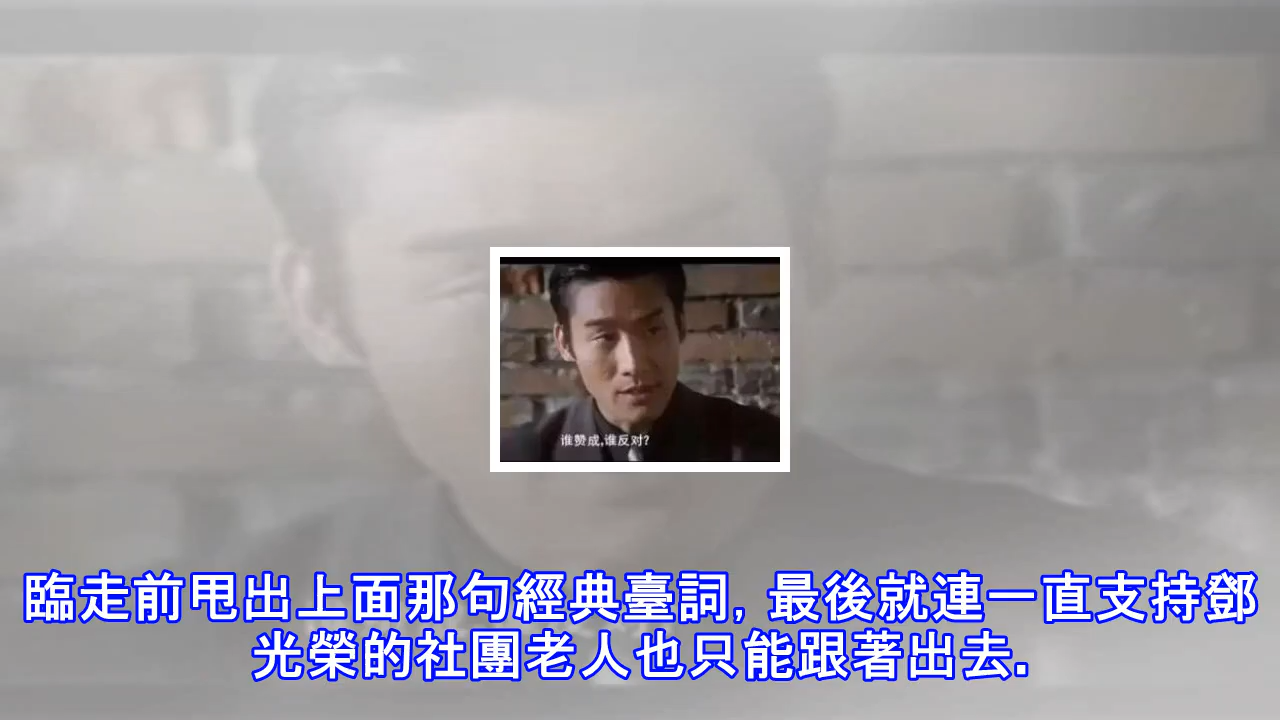 谁赞成,谁反对?
臨走前甩出上面那句經典臺詞, 最後就連一直支持鄧
光榮的社團老人也只能跟著出去.